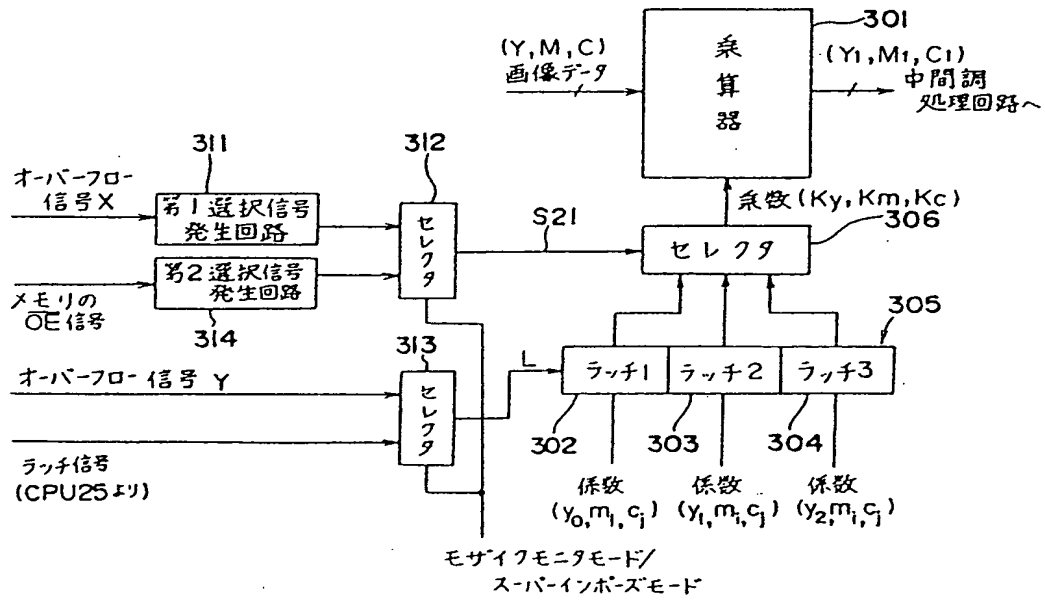 301
乗算器
(Y, M, C)
画像データ
(Y1, M1, C1)
中間調
処理回路へ
311
312
オーバーフロー
信号X
第1選択信号
発生回路
セレクタ
S21
係数(Ky, Km, Kc)
セレクタ
306
第2選択信号
発生回路
メモリの
OE信号
314
313
305
オーバーフロー信号 Y
セレクタ
L
ラッチ1
ラッチ2
ラッチ3
302
303
304
ラッチ信号
(CPU25より)
係数
(y0, mi, cj)
係数
(y1, mi, cj)
係数
(y2, mi, cj)
モザイクモニタモード/
スーパーインポーズモード